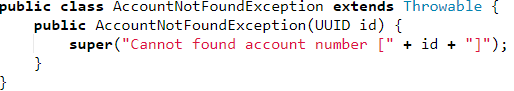 public class AccountNotFoundException extends Throwable {
    public AccountNotFoundException(UUID id) {
        super("Cannot found account number [" + id + "]");
    }
}